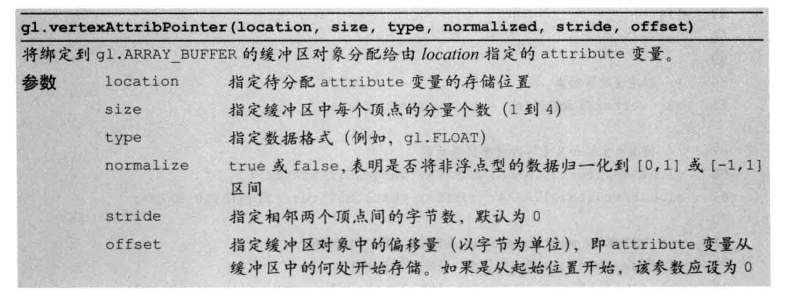 gl.vertexAttribPointer(location, size, type, normalized, stride, offset)
将绑定到 gl.ARRAY_BUFFER 的缓冲区对象分配给由 location 指定的 attribute 变量。
参数 location 指定待分配 attribute 变量的存储位置
size 指定缓冲区中每个顶点的分量个数（1 到 4）
type 指定数据格式（例如，gl.FLOAT）
normalize true 或 false，表明是否将非浮点型的数据归一化到 [0,1] 或 [-1,1]
区间
stride 指定相邻两个顶点间的字节数，默认为 0
offset 指定缓冲区对象中的偏移量（以字节为单位），即 attribute 变量从
缓冲区中的何处开始存储。如果是从起始位置开始，该参数应设为 0